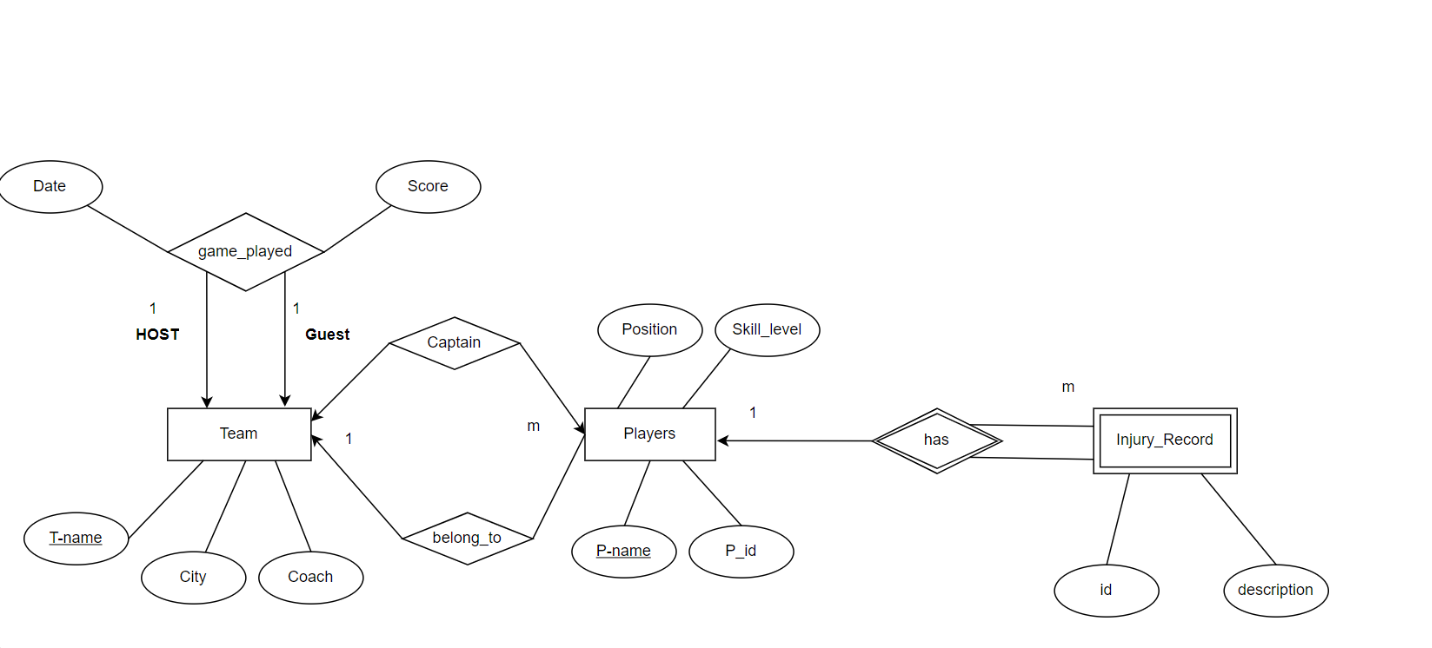 Date
Score
game_played
1
1
HOST
Guest
Captain
Position
Skill_level
m
1
m
1
Team
Players
has
Injury_Record
T-name
City
Coach
belong_to
P-name
P_id
id
description